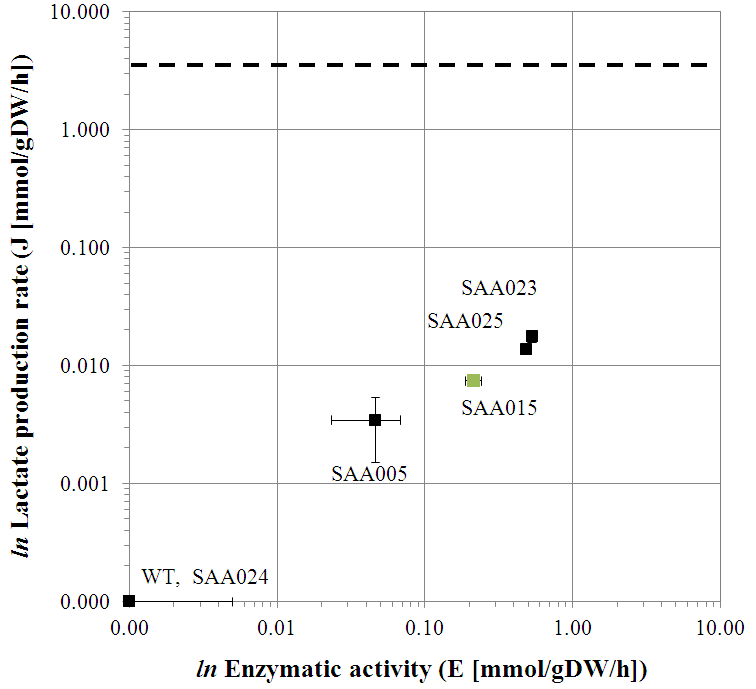 10.000
1.000
0.100
0.010
0.001
0.000
ln Lactate production rate (J [mmol/gDW/h])
SAA023
SAA025
SAA015
SAA005
WT, SAA024
0.00 0.01 0.10 1.00 10.00
ln Enzymatic activity (E [mmol/gDW/h])